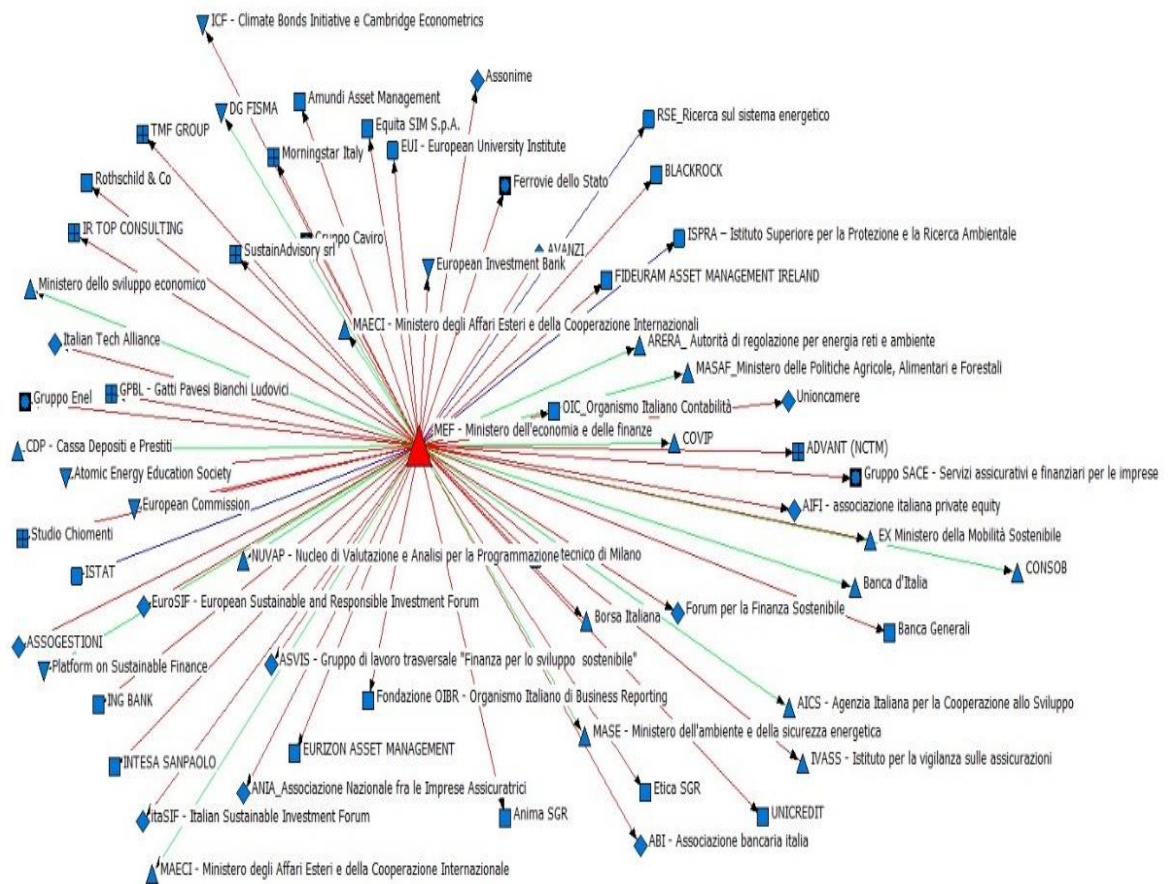 ICF - Climate Bonds Initiative e Cambridge Econometrics
Assonime
Amundi Asset Management
DG FISMA
RSE_Ricerca sul sistema energetico
Equita SIM S.p.A.
TMF GROUP
EUI - European University Institute
Morningstar Italy
BLACKROCK
Rothschild & Co
Ferrovie dello Stato
IR TOP CONSULTING
ISPRA – Istituto Superiore per la Protezione e la Ricerca Ambientale
Gruppo Caviro
SustainAdvisory srl
AVANZI
European Investment Bank
FIDEURAM ASSET MANAGEMENT IRELAND
Ministero dello sviluppo economico
MAECI - Ministero degli Affari Esteri e della Cooperazione Internazionali
Italian Tech Alliance
ARERA_ Autorità di regolazione per energia reti e ambiente
MASAF_Ministero delle Politiche Agricole, Alimentari e Forestali
GPBL - Gatti Pavesi Bianchi Ludovici
Gruppo Enel
Unioncamere
OIC_Organismo Italiano Contabilità
MEF - Ministero dell'economia e delle finanze
COVIP
CDP - Cassa Depositi e Prestiti
ADVANT (NCTM)
Atomic Energy Education Society
Gruppo SACE - Servizi assicurativi e finanziari per le imprese
European Commission
AIFI - associazione italiana private equity
Studio Chiomenti
EX Ministero della Mobilità Sostenibile
NUVAP - Nucleo di Valutazione e Analisi per la Programmazione
tecnico di Milano
CONSOB
ISTAT
Banca d'Italia
EuroSIF - European Sustainable and Responsible Investment Forum
Forum per la Finanza Sostenibile
Borsa Italiana
Banca Generali
ASSOGESTIONI
Platform on Sustainable Finance
ASVIS - Gruppo di lavoro trasversale "Finanza per lo sviluppo sostenibile"
ING BANK
Fondazione OIBR - Organismo Italiano di Business Reporting
AICS - Agenzia Italiana per la Cooperazione allo Sviluppo
MASE - Ministero dell'ambiente e della sicurezza energetica
EURIZON ASSET MANAGEMENT
IVASS - Istituto per la vigilanza sulle assicurazioni
INTESA SANPAOLO
ANIA_Associazione Nazionale fra le Imprese Assicuratrici
Etica SGR
itaSIF - Italian Sustainable Investment Forum
Anima SGR
UNICREDIT
ABI - Associazione bancaria italia
MAECI - Ministero degli Affari Esteri e della Cooperazione Internazionale